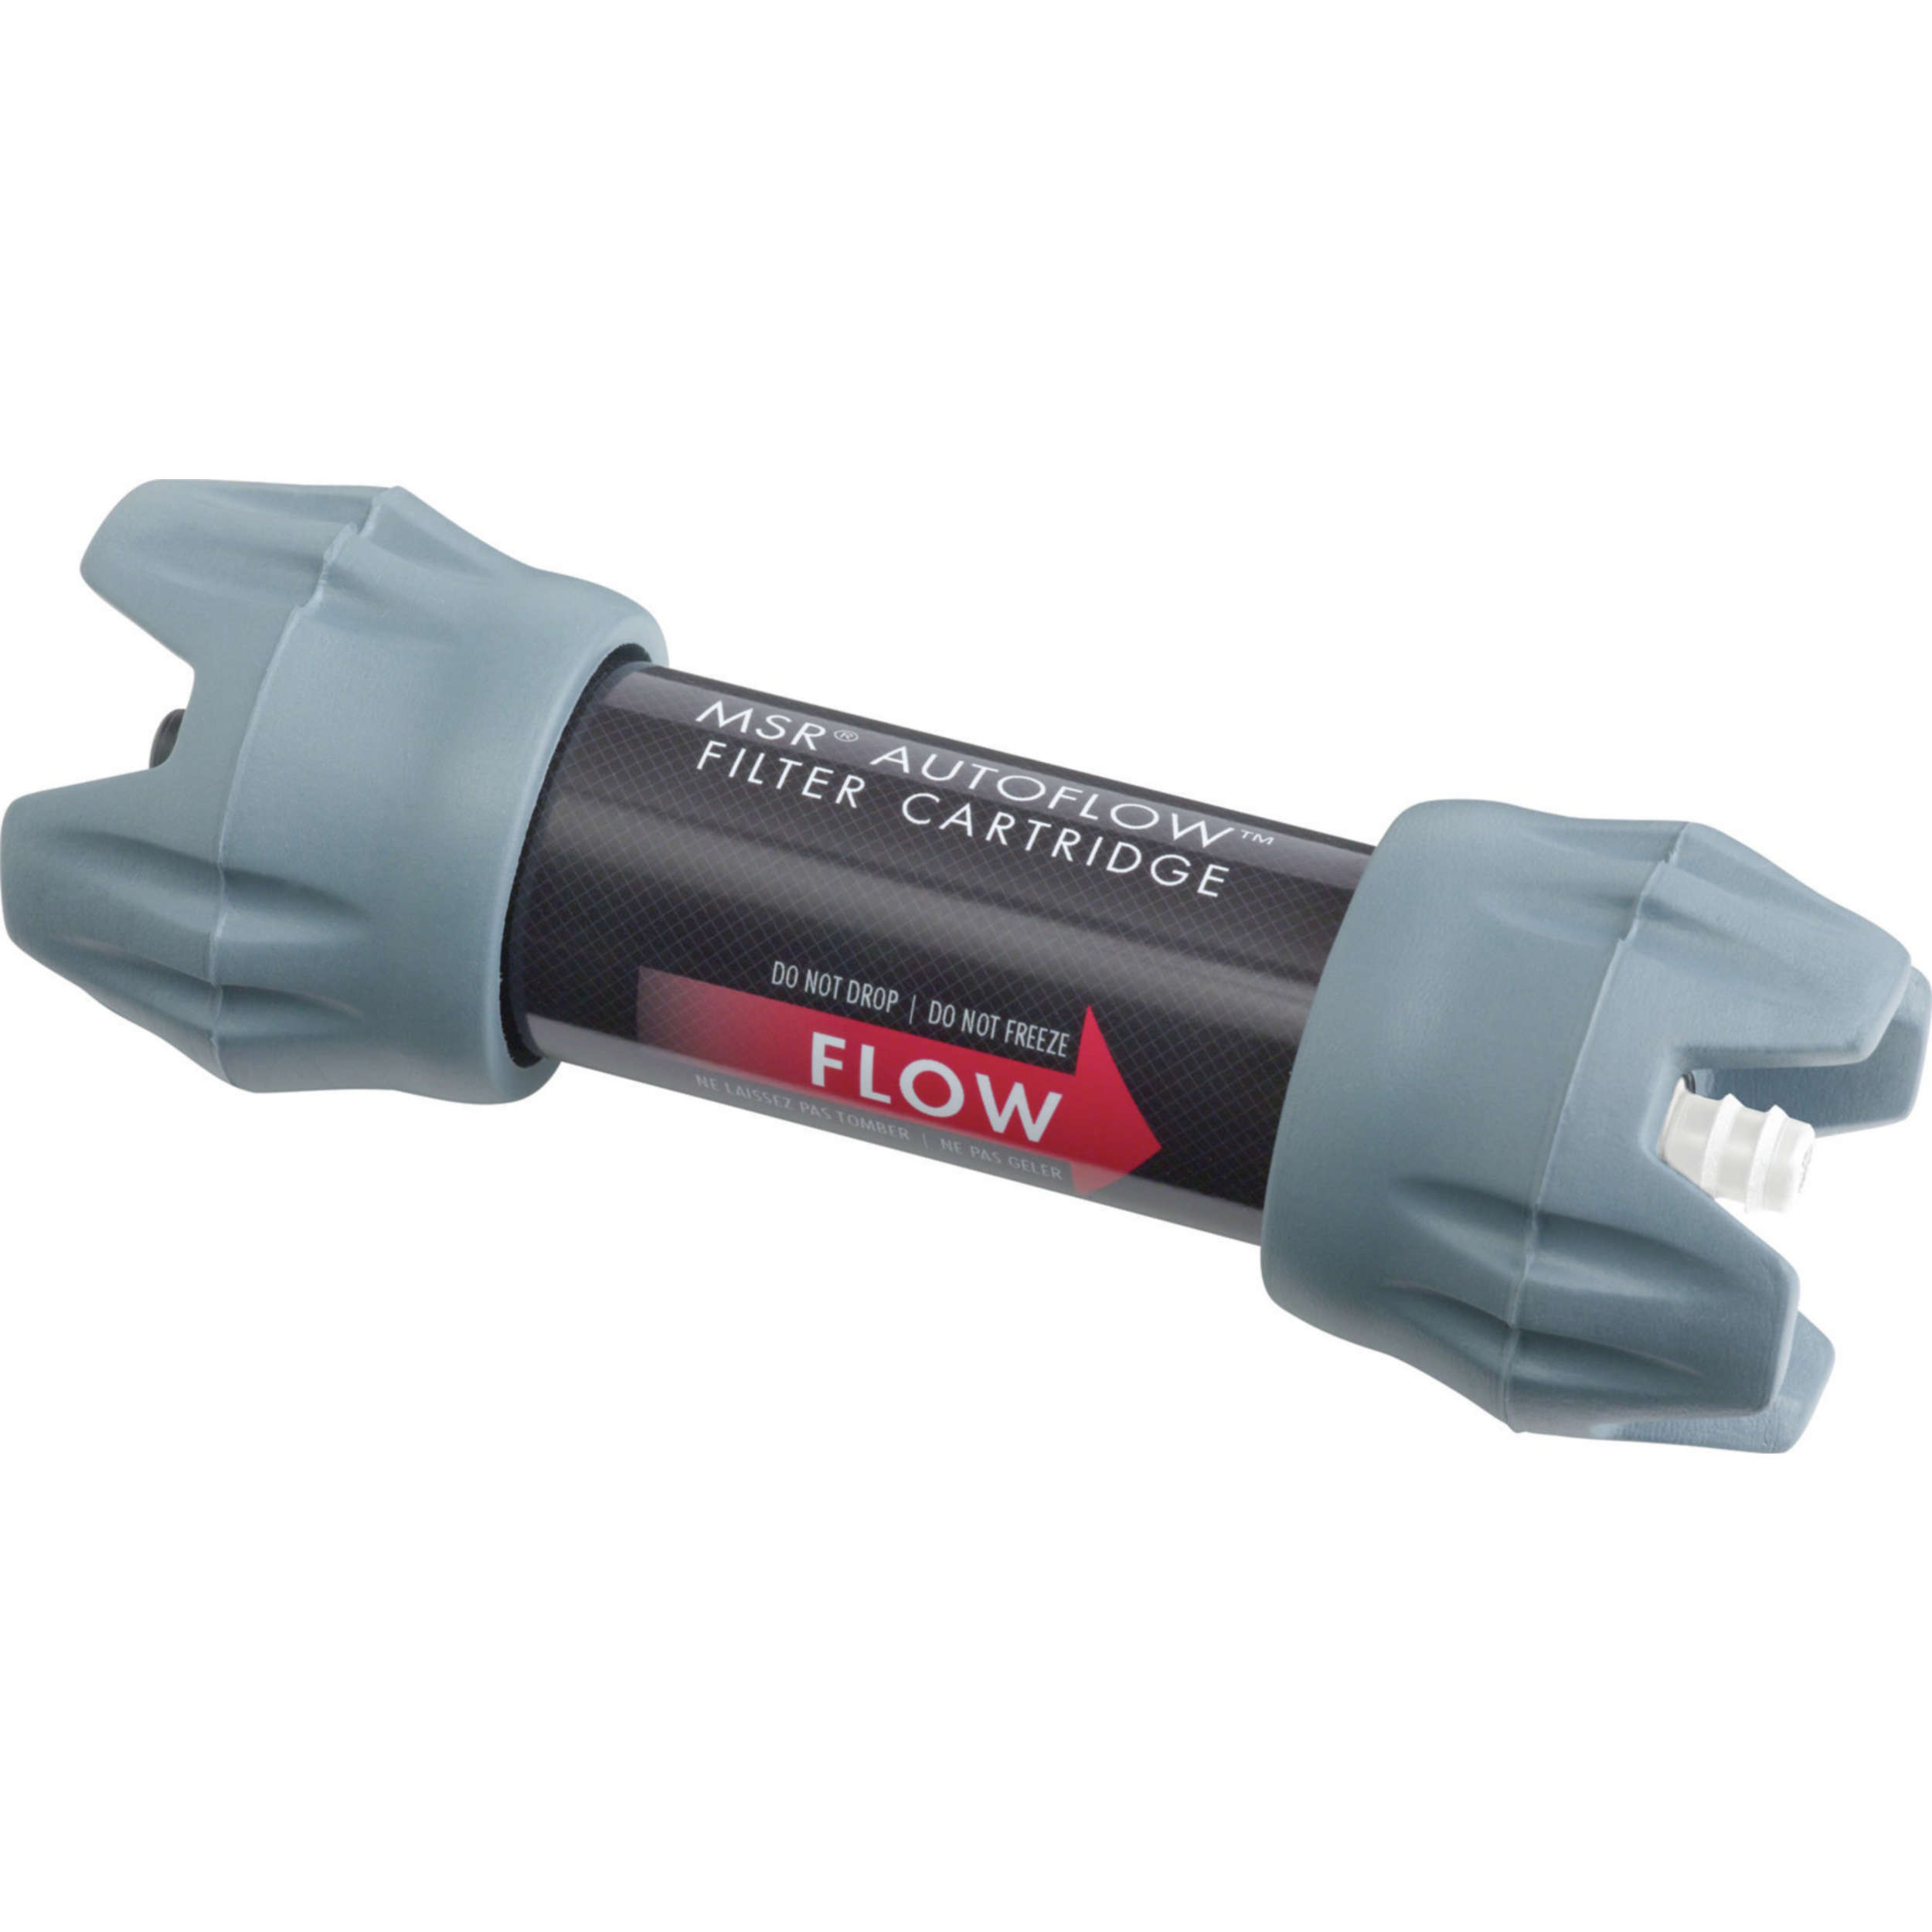 MSR® AUTOFLOW™
FILTER CARTRIDGE
DO NOT DROP | DO NOT FREEZE
FLOW
NE LAISSEZ PAS TOMBER | NE PAS GELER